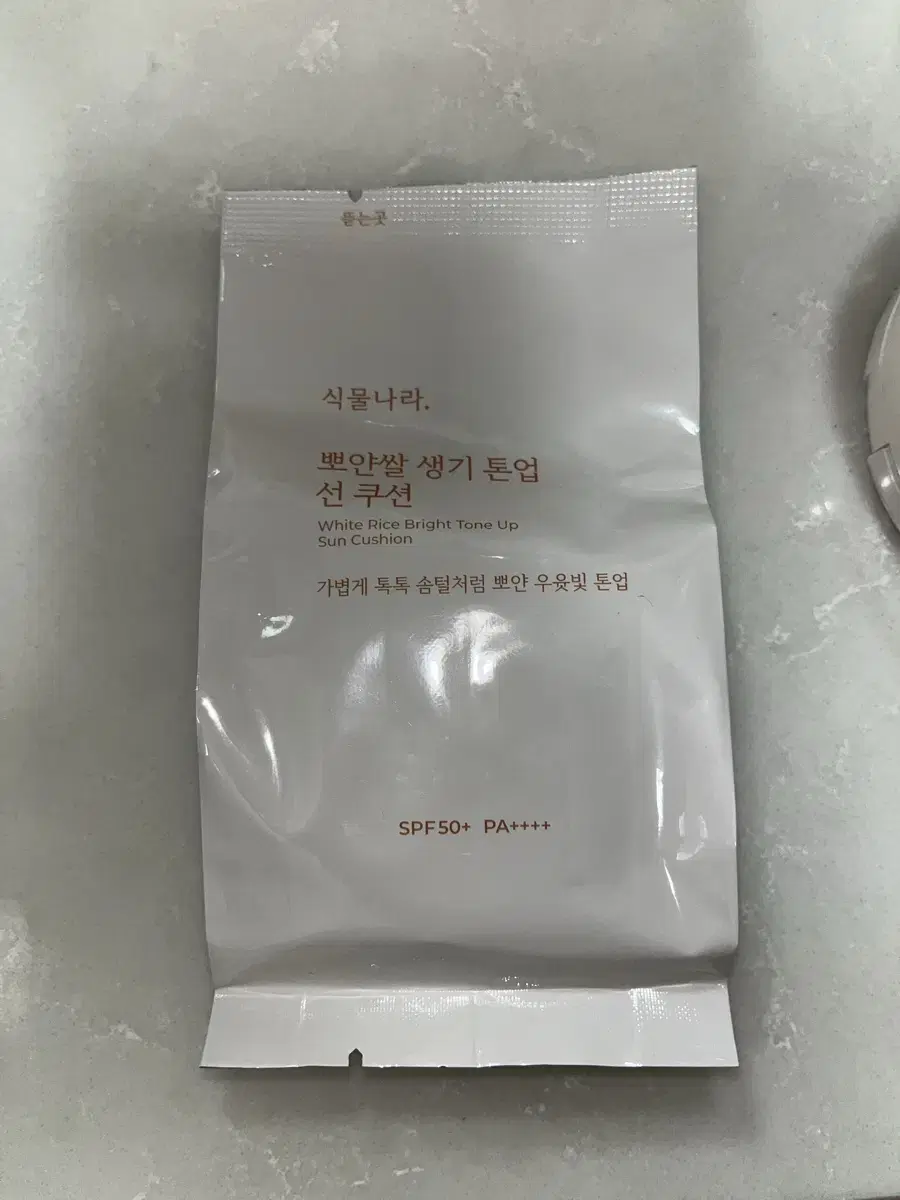 뜯는곳
식물나라.
뽀얀쌀 생기 톤업
선 쿠션
White Rice Bright Tone Up
Sun Cushion
가볍게 톡톡 솜털처럼 뽀얀 우윳빛 톤업
SPF50+ PA++++